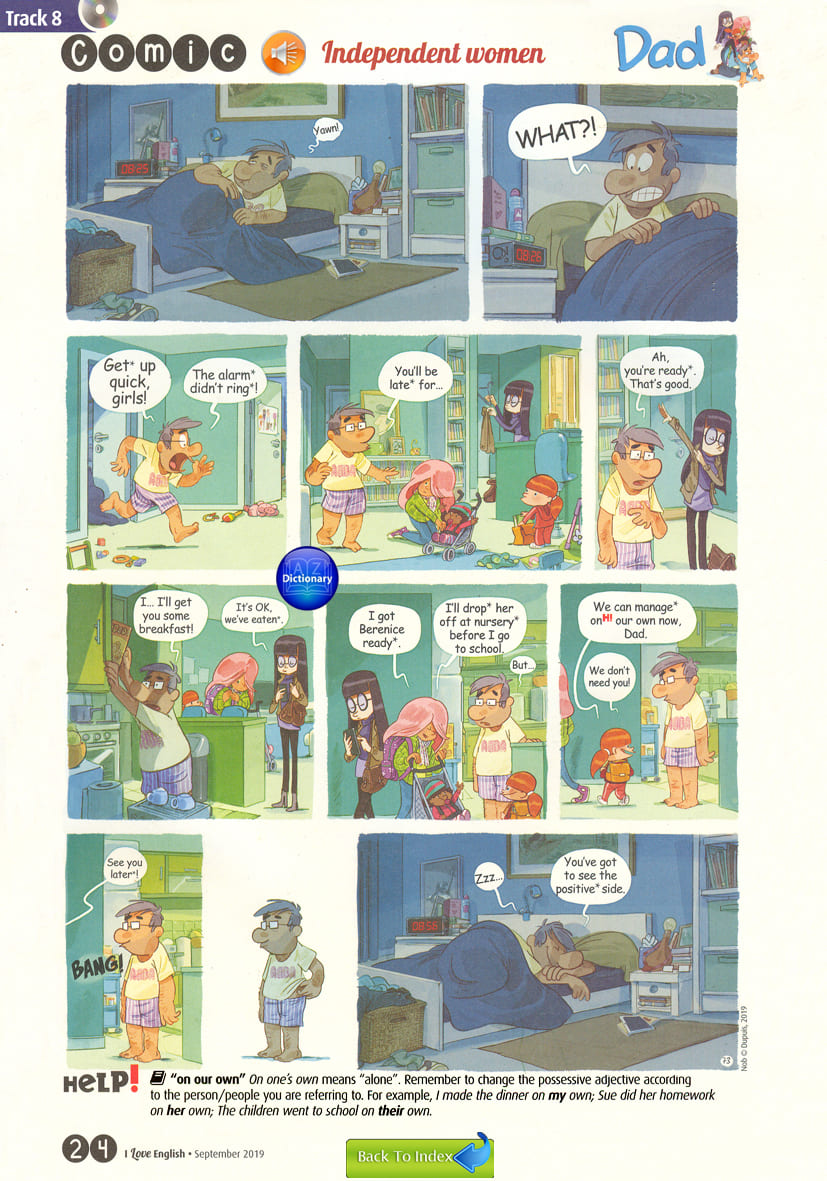 Track 8
Comic
Independent women
Dad
Yawn!
08:25
WHAT?!
08:26
Get* up
quick,
girls!
The alarm*
didn't ring*!
You'll be
late* for...
Ah,
you're ready*.
That's good.
A-Z
Dictionary
I... I'll get
you some
breakfast!
It's OK,
we've eaten*.
I got
Berenice
ready*.
I'll drop* her
off at nursery*
before I go
to school.
But...
We can manage*
onH! our own now,
Dad.
We don't
need you!
See you
later*!
BANG!
Zzz...
08:56
You've got
to see the
positive* side.
Nob © Dupuis, 2019
HELP!
"on our own" On one's own means "alone". Remember to change the possessive adjective according
to the person/people you are referring to. For example, I made the dinner on my own; Sue did her homework
on her own; The children went to school on their own.
24 I Love English • September 2019
Back To Index